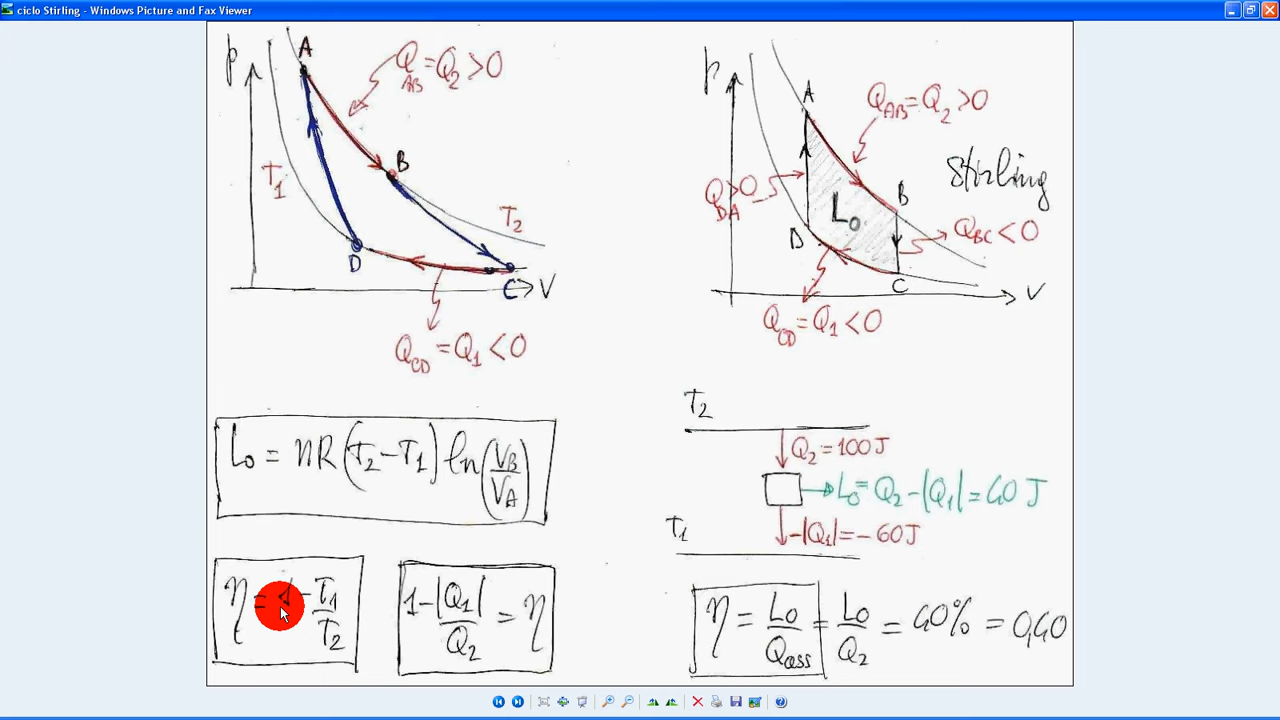 ciclo Stirling - Windows Picture and Fax Viewer
p
A
Q_AB = Q_2 > 0
B
T_1
T_2
D
C
V
Q_CD = Q_1 < 0
p
A
Q_AB = Q_2 > 0
Stirling
Q_DA > 0
B
L_0
Q_BC < 0
D
C
V
Q_CD = Q_1 < 0
L_0 = nR(T_2 - T_1) ln(V_B/V_A)
T_2
Q_2 = 100 J
L_0 = Q_2 - |Q_1| = 40 J
T_1
-|Q_1| = -60 J
η = 1 - T_1/T_2
1 - |Q_1|/Q_2 = η
η = L_0/Q_ass = L_0/Q_2 = 40% = 0,40